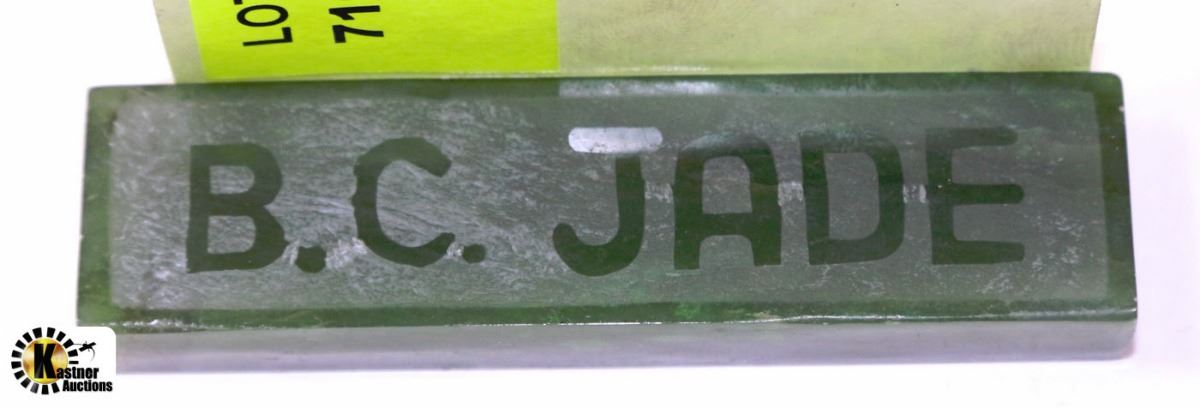 LOT
71
B.C. JADE
Kastner
Auctions